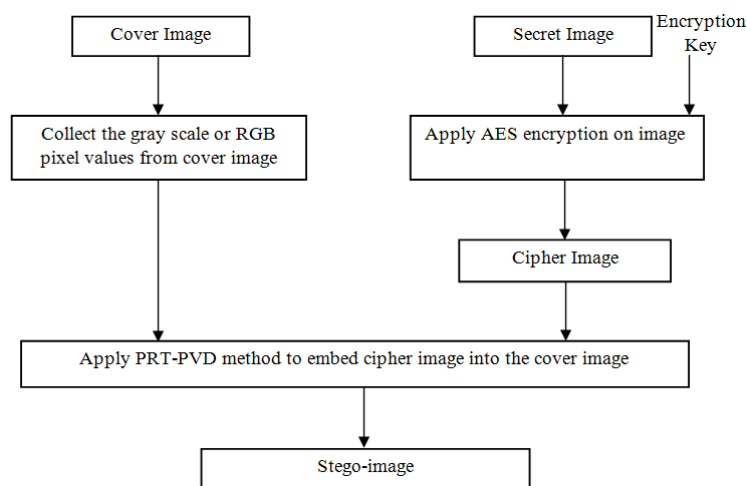 Cover Image
Secret Image
Encryption
Key
Collect the gray scale or RGB
pixel values from cover image
Apply AES encryption on image
Cipher Image
Apply PRT-PVD method to embed cipher image into the cover image
Stego-image